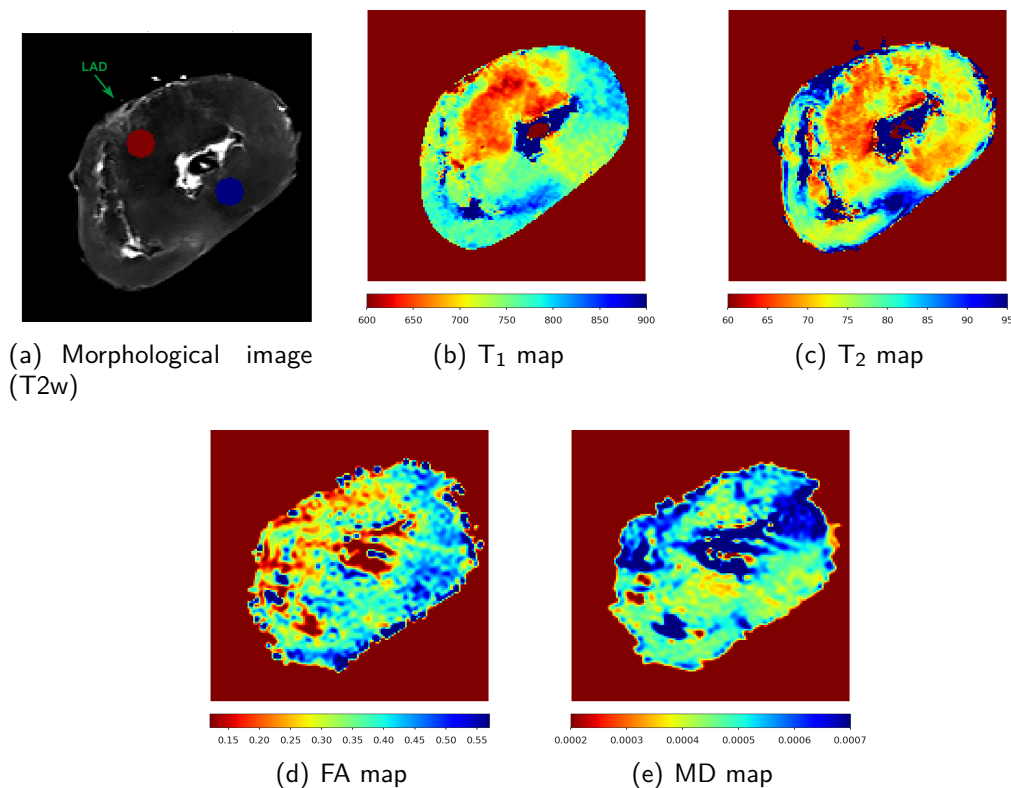 LAD
600 650 700 750 800 850 900
60 65 70 75 80 85 90 95
(a) Morphological image
(T2w)
(b) T₁ map
(c) T₂ map
0.15 0.20 0.25 0.30 0.35 0.40 0.45 0.50 0.55
0.0002 0.0003 0.0004 0.0005 0.0006 0.0007
(d) FA map
(e) MD map